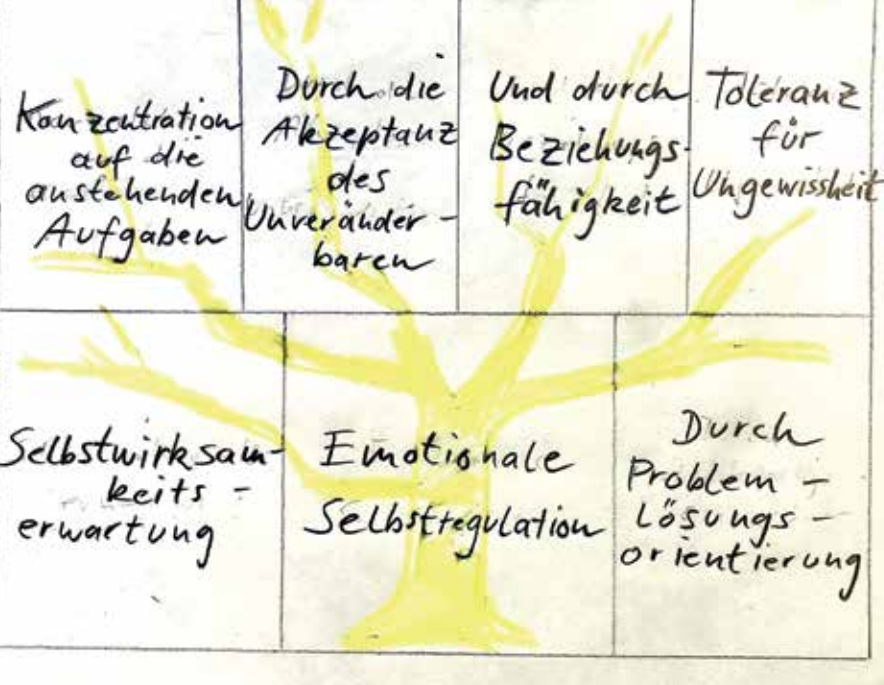 Konzentration
auf die
anstehenden
Aufgaben
Durch die
Akzeptanz
des
Unveränder-
baren
Und durch
Beziehungs-
fähigkeit
Toleranz
für
Ungewissheit
Selbstwirksam-
keits-
erwartung
Emotionale
Selbstregulation
Durch
Problem-
lösungs-
orientierung